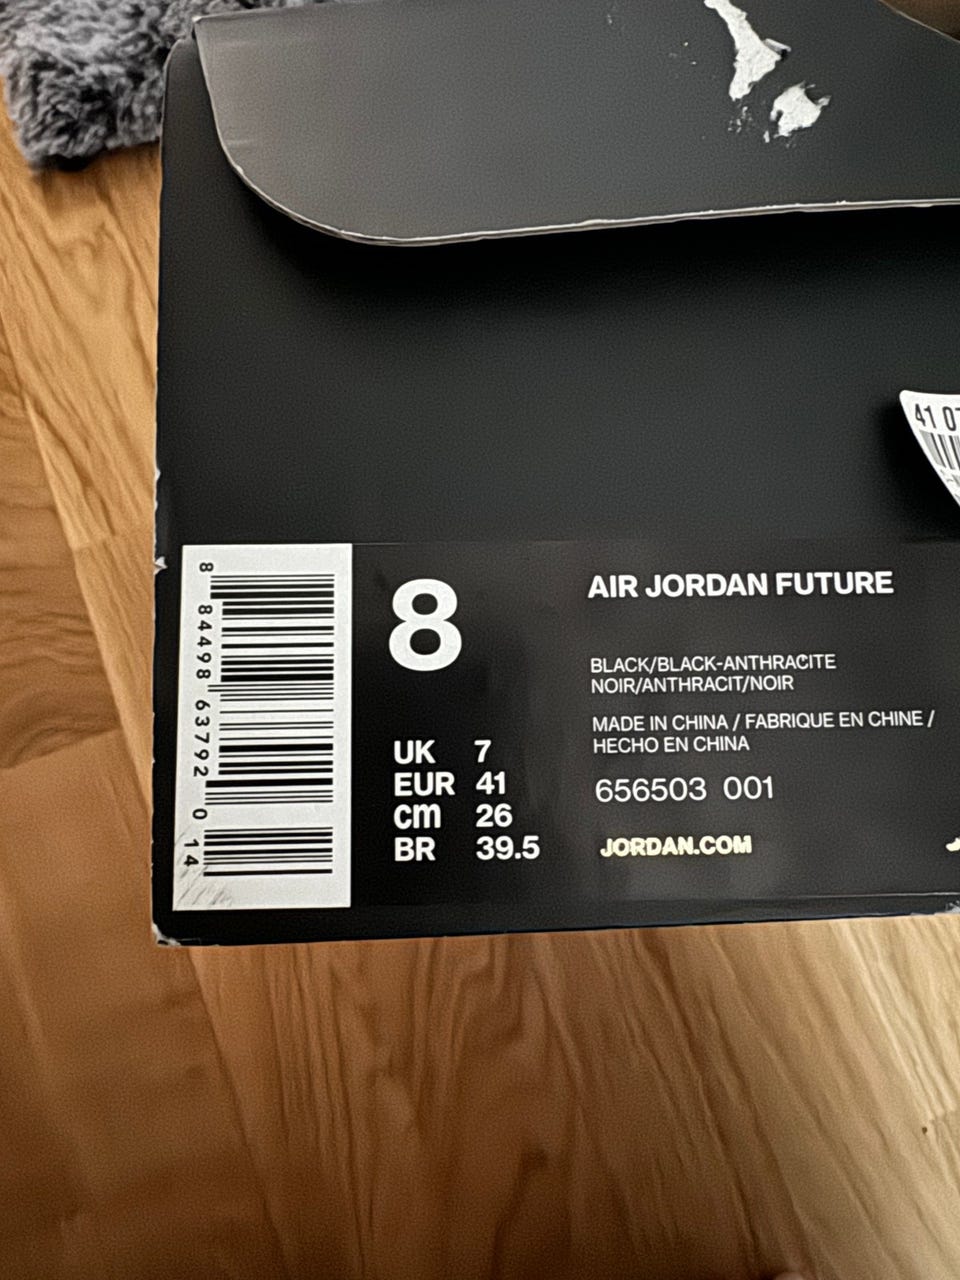 41 07
8
84498 63792
0
14
8
UK 7
EUR 41
cm 26
BR 39.5
AIR JORDAN FUTURE
BLACK/BLACK-ANTHRACITE
NOIR/ANTHRACIT/NOIR
MADE IN CHINA / FABRIQUE EN CHINE /
HECHO EN CHINA
656503 001
JORDAN.COM